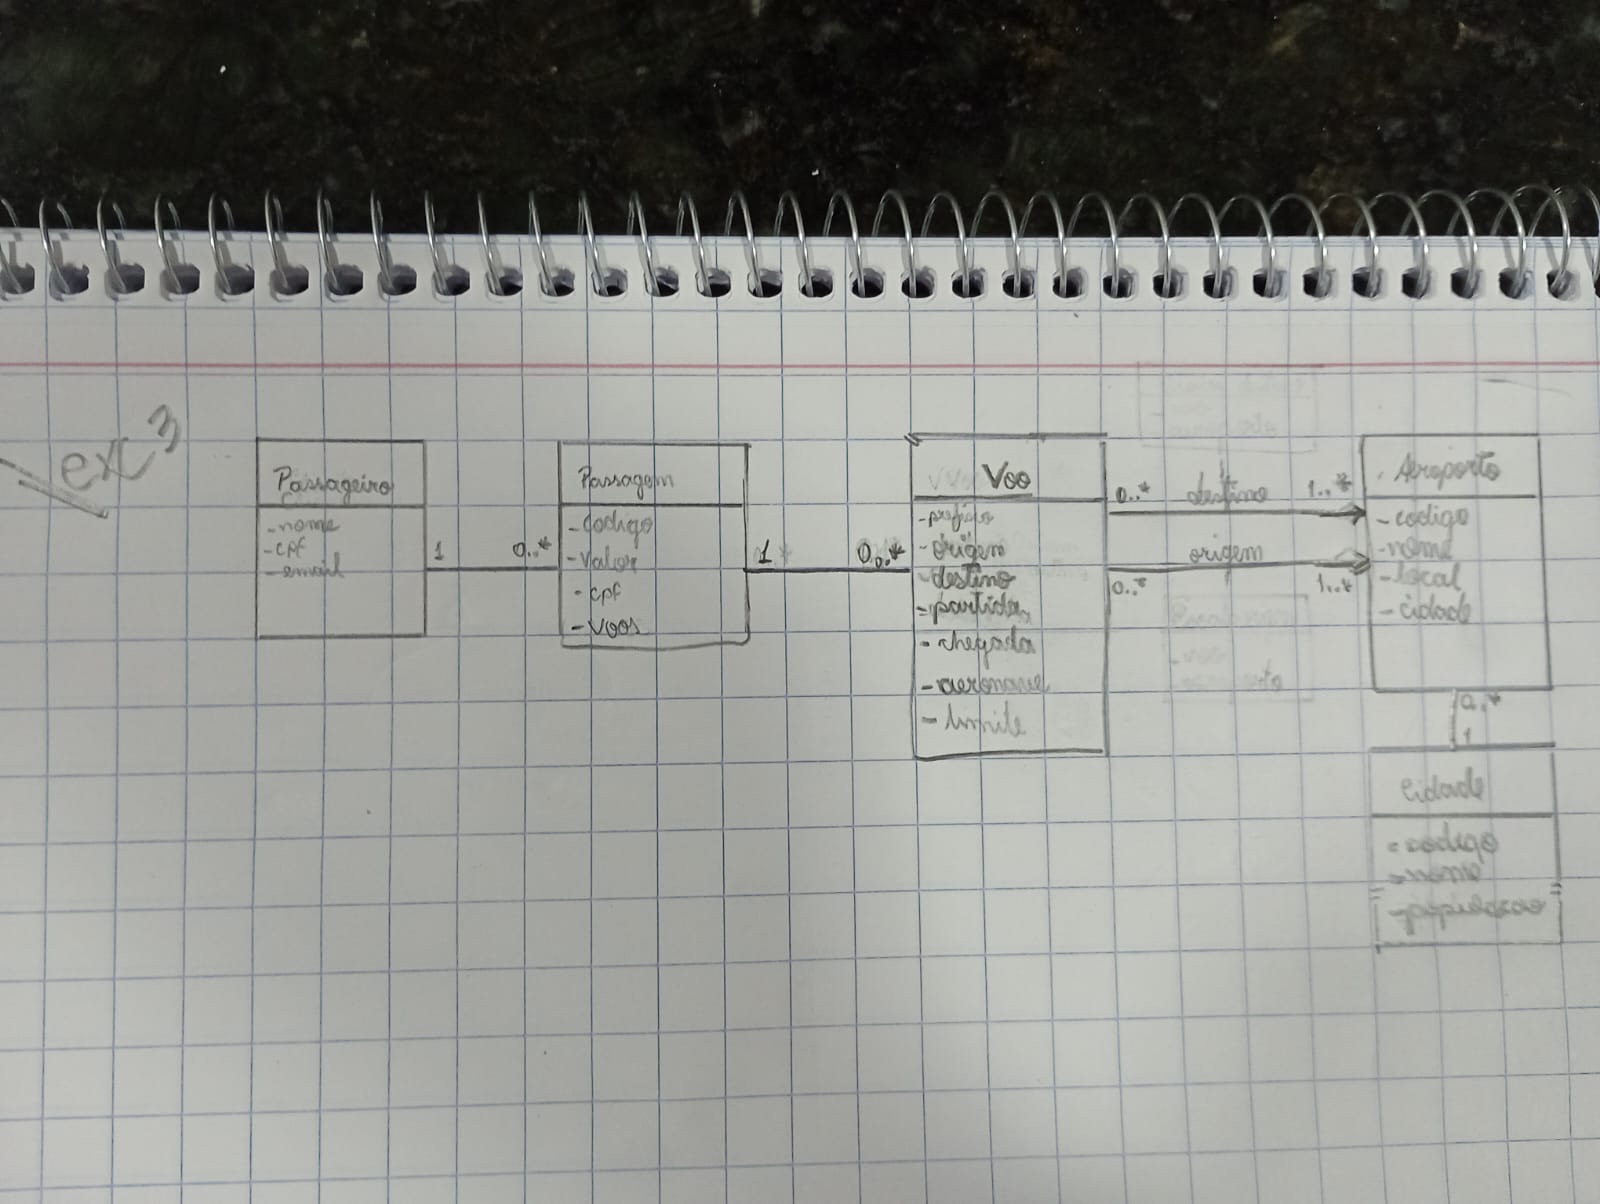 ex 3
Passageiro
- nome
- cpf
- email
1
0..*
Passagem
- codigo
- valor
- cpf
- voos
1
0..*
Voo
- prefixo
- origem
- destino
- partida
- chegada
- aeronave
- limite
0..* destino 1..*
origem
0..* 1..*
Aeroporto
- codigo
- nome
- local
- cidade
0..*
1
Cidade
- codigo
- nome
- populacao